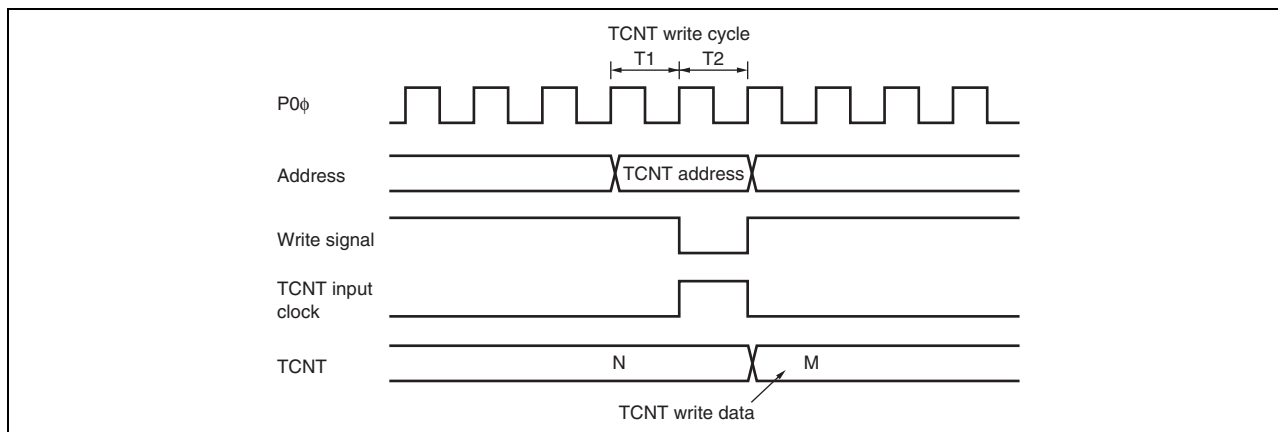 TCNT write cycle
T1 T2
P0ϕ
Address
TCNT address
Write signal
TCNT input
clock
TCNT
N
M
TCNT write data